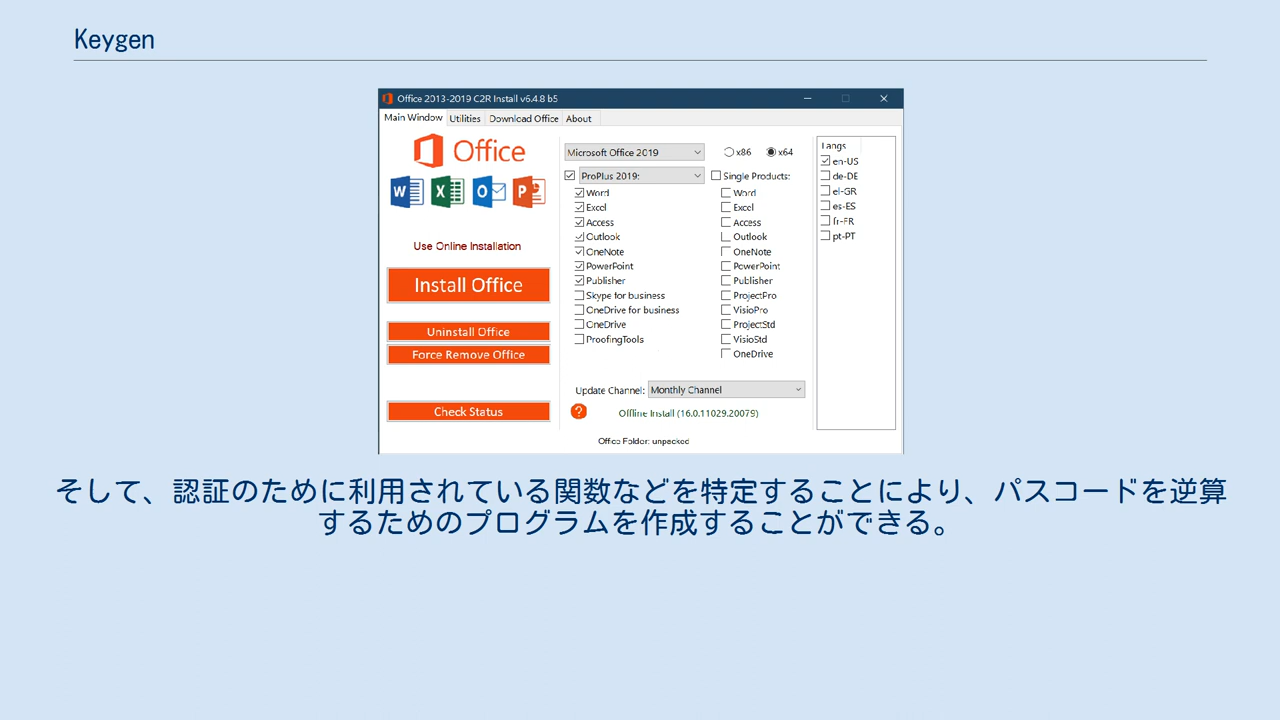 Keygen
Office 2013-2019 C2R Install v6.4.8 b5
Main Window Utilities Download Office About
Office
Use Online Installation
Install Office
Uninstall Office
Force Remove Office
Check Status
Microsoft Office 2019
x86 x64
ProPlus 2019:
Single Products:
Word
Excel
Access
Outlook
OneNote
PowerPoint
Publisher
Skype for business
OneDrive for business
OneDrive
ProofingTools
Word
Excel
Access
Outlook
OneNote
PowerPoint
Publisher
ProjectPro
VisioPro
ProjectStd
VisioStd
OneDrive
Update Channel: Monthly Channel
? Offline Install (16.0.11029.20079)
Office Folder: unpacked
Langs
en-US
de-DE
el-GR
es-ES
fr-FR
pt-PT
そして、認証のために利用されている関数などを特定することにより、パスコードを逆算
するためのプログラムを作成することができる。